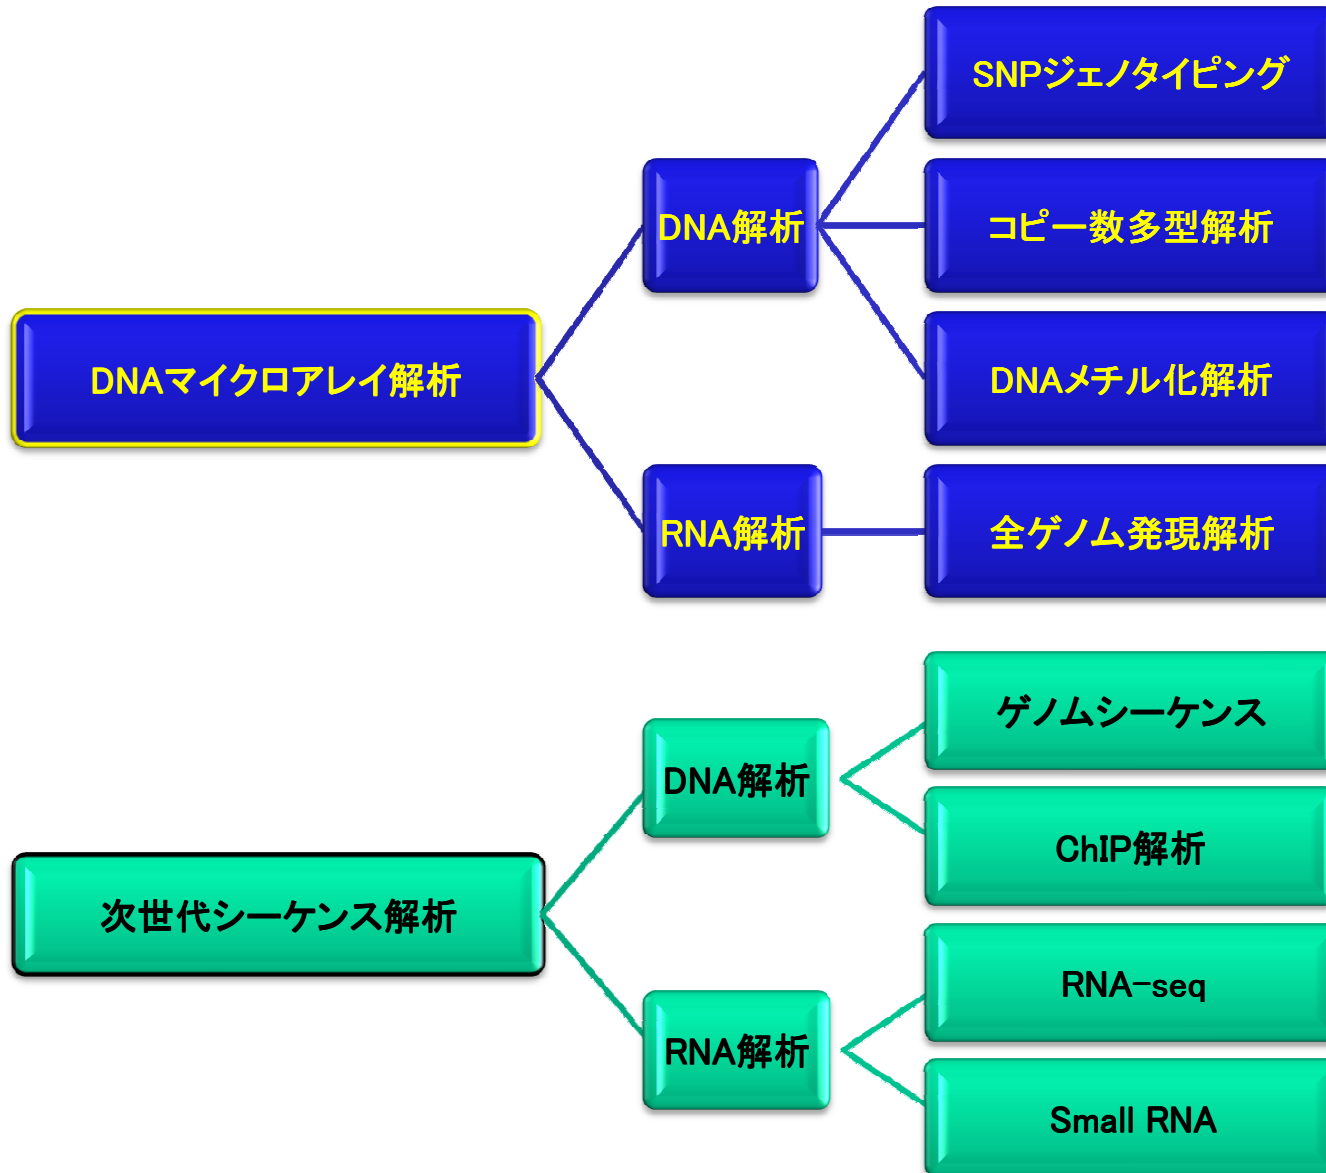 DNAマイクロアレイ解析
DNA解析
SNPジェノタイピング
コピー数多型解析
DNAメチル化解析
RNA解析
全ゲノム発現解析
次世代シーケンス解析
DNA解析
ゲノムシーケンス
ChIP解析
RNA解析
RNA-seq
Small RNA